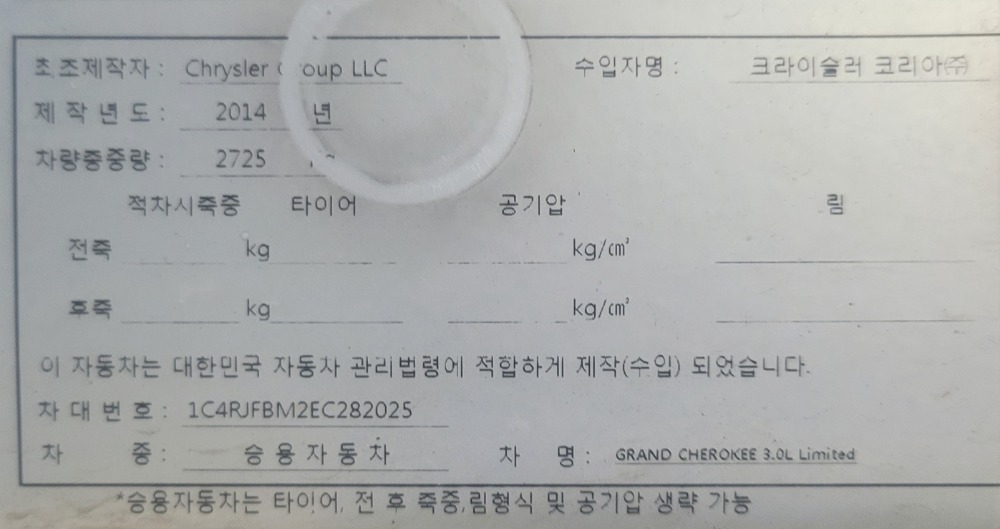 최초제작자 : Chrysler Group LLC 수입자명 : 크라이슬러 코리아㈜
제 작 년 도 : 2014 년
차량총중량 : 2725
적차시축중 타이어 공기압 림
전축 kg kg/㎠
후축 kg kg/㎠
이 자동차는 대한민국 자동차 관리법령에 적합하게 제작(수입) 되었습니다.
차 대 번 호 : 1C4RJFBM2EC282025
차 종 : 승 용 자 동 차 차 명 : GRAND CHEROKEE 3.0L Limited
*승용자동차는 타이어, 전 후 축중,림형식 및 공기압 생략 가능